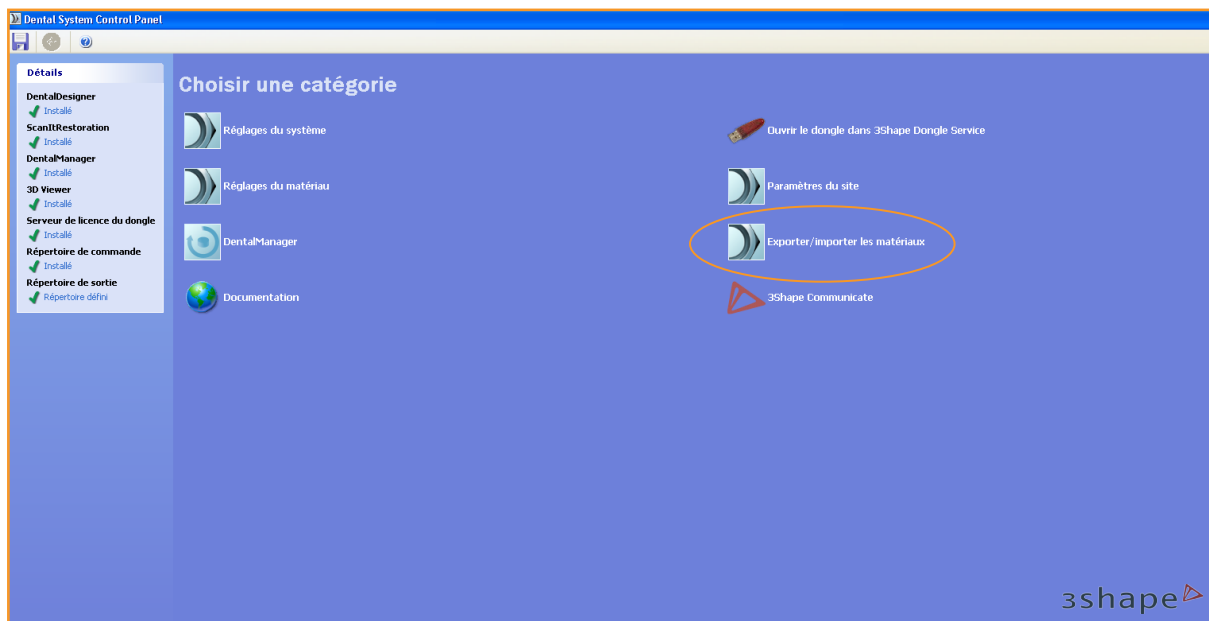 Dental System Control Panel
Détails
DentalDesigner
Installé
ScanItRestoration
Installé
DentalManager
Installé
3D Viewer
Installé
Serveur de licence du dongle
Installé
Répertoire de commande
Installé
Répertoire de sortie
Répertoire défini
Choisir une catégorie
Réglages du système
Ouvrir le dongle dans 3Shape Dongle Service
Réglages du matériau
Paramètres du site
DentalManager
Exporter/importer les matériaux
Documentation
3Shape Communicate
3shape